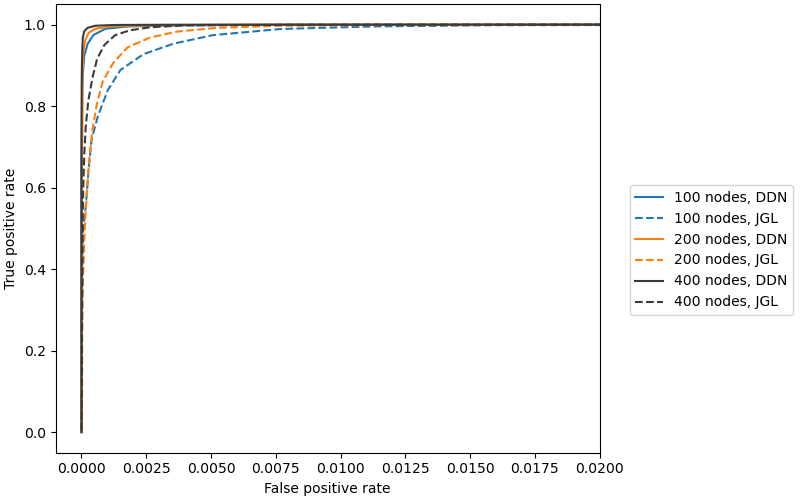 1.0
0.8
0.6
0.4
0.2
0.0
True positive rate
0.0000 0.0025 0.0050 0.0075 0.0100 0.0125 0.0150 0.0175 0.0200
False positive rate
100 nodes, DDN
100 nodes, JGL
200 nodes, DDN
200 nodes, JGL
400 nodes, DDN
400 nodes, JGL